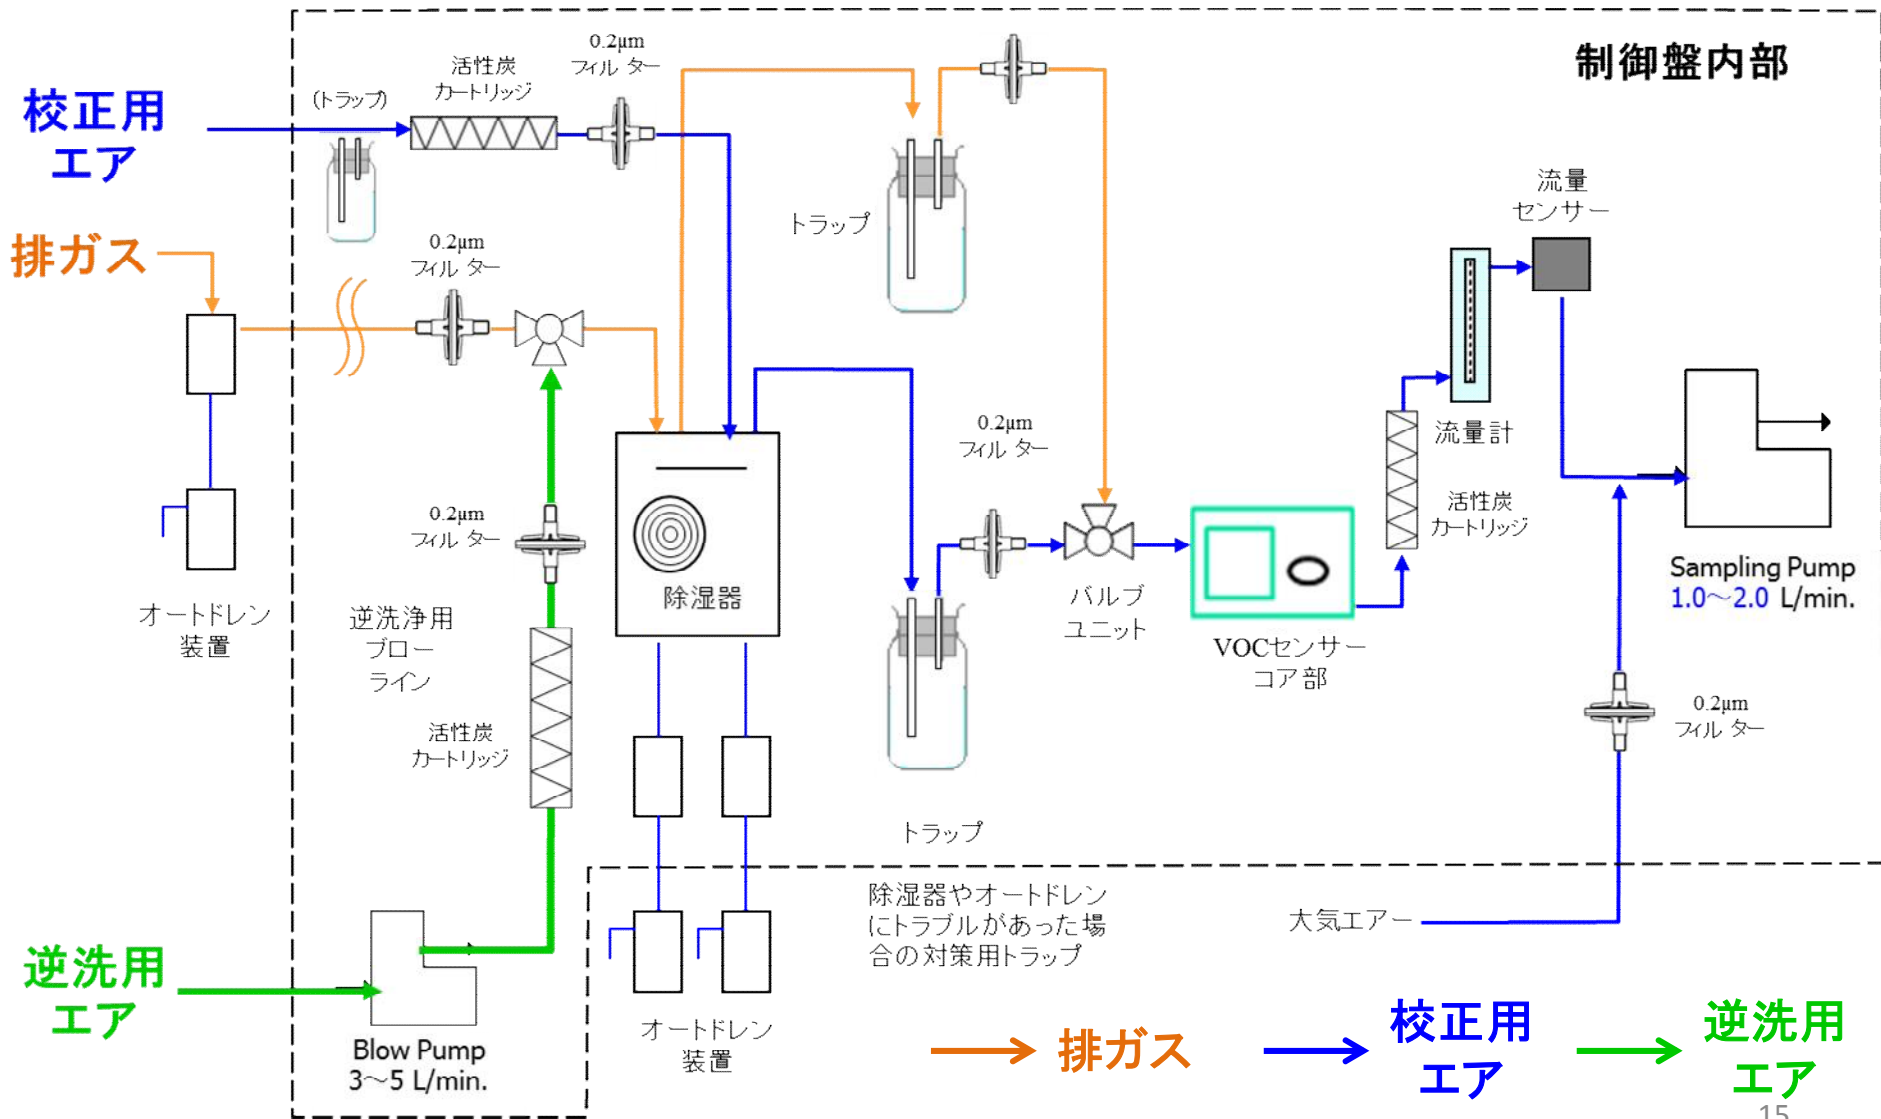 制御盤内部
0.2μm
フィルター
活性炭
カートリッジ
(トラップ)
校正用
エア
流量
センサー
トラップ
排ガス
0.2μm
フィルター
0.2μm
フィルター
流量計
活性炭
カートリッジ
0.2μm
フィルター
Sampling Pump
1.0～2.0 L/min.
除湿器
バルブ
ユニット
オートドレン
装置
逆洗浄用
ブロー
ライン
VOCセンサー
コア部
0.2μm
フィルター
活性炭
カートリッジ
トラップ
除湿器やオートドレン
にトラブルがあった場
合の対策用トラップ
大気エアー
逆洗用
エア
オートドレン
装置
Blow Pump
3～5 L/min.
排ガス
校正用
エア
逆洗用
エア
15